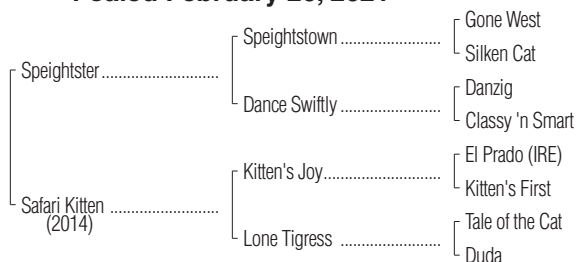 Gone West
Speightstown
Silken Cat
Speightster
Danzig
Dance Swiftly
Classy 'n Smart
El Prado (IRE)
Kitten's Joy
Kitten's First
Safari Kitten
(2014)
Tale of the Cat
Lone Tigress
Duda